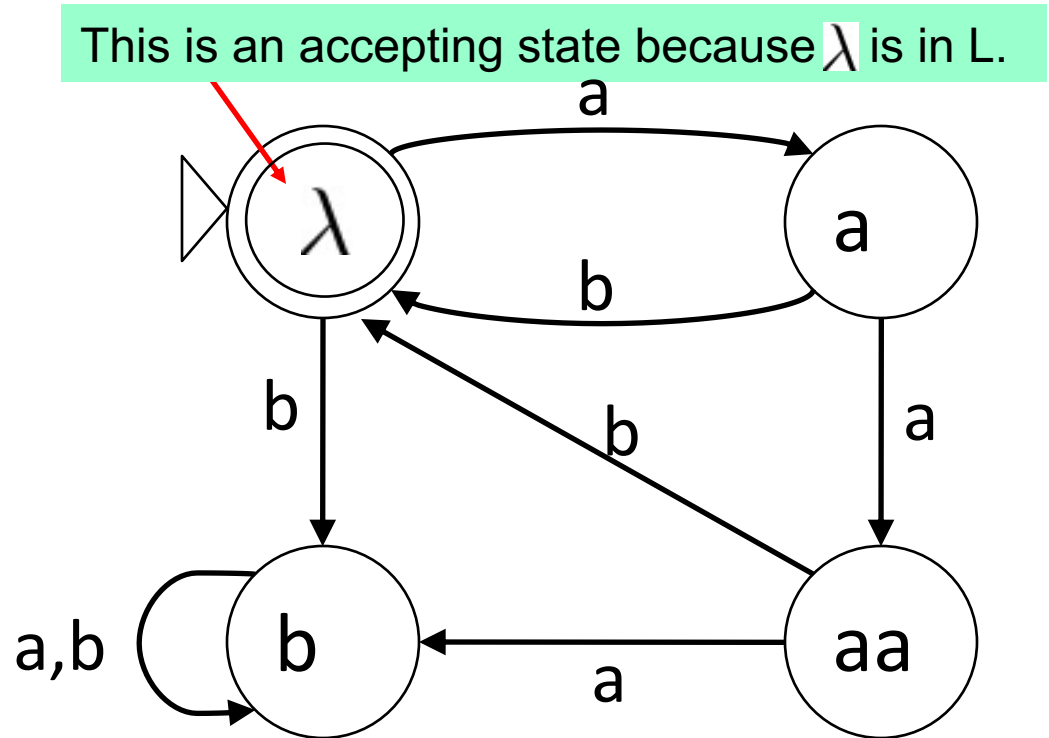 This is an accepting state because λ is in L.
a
λ
a
b
b
b
a
a,b
b
aa
a